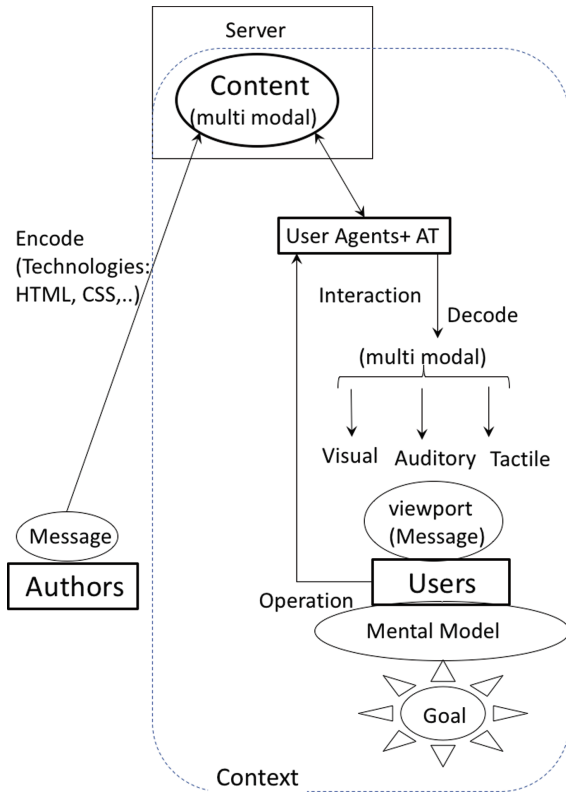 Server
Content
(multi modal)
Encode
(Technologies:
HTML, CSS,..)
User Agents+ AT
Interaction
Decode
(multi modal)
Visual
Auditory
Tactile
Message
Authors
viewport
(Message)
Users
Operation
Mental Model
Goal
Context